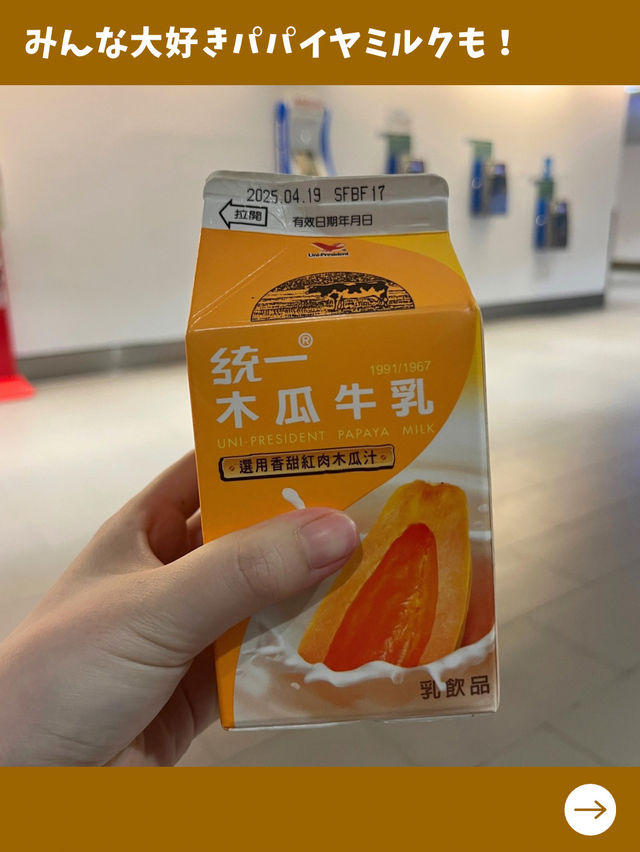 みんな大好きパパイヤミルクも！
2025.04.19 SFBF17
拉開
有效日期年月日
Uni-President
統一®
1991/1967
木瓜牛乳
UNI-PRESIDENT PAPAYA MILK
選用香甜紅肉木瓜汁
乳飲品